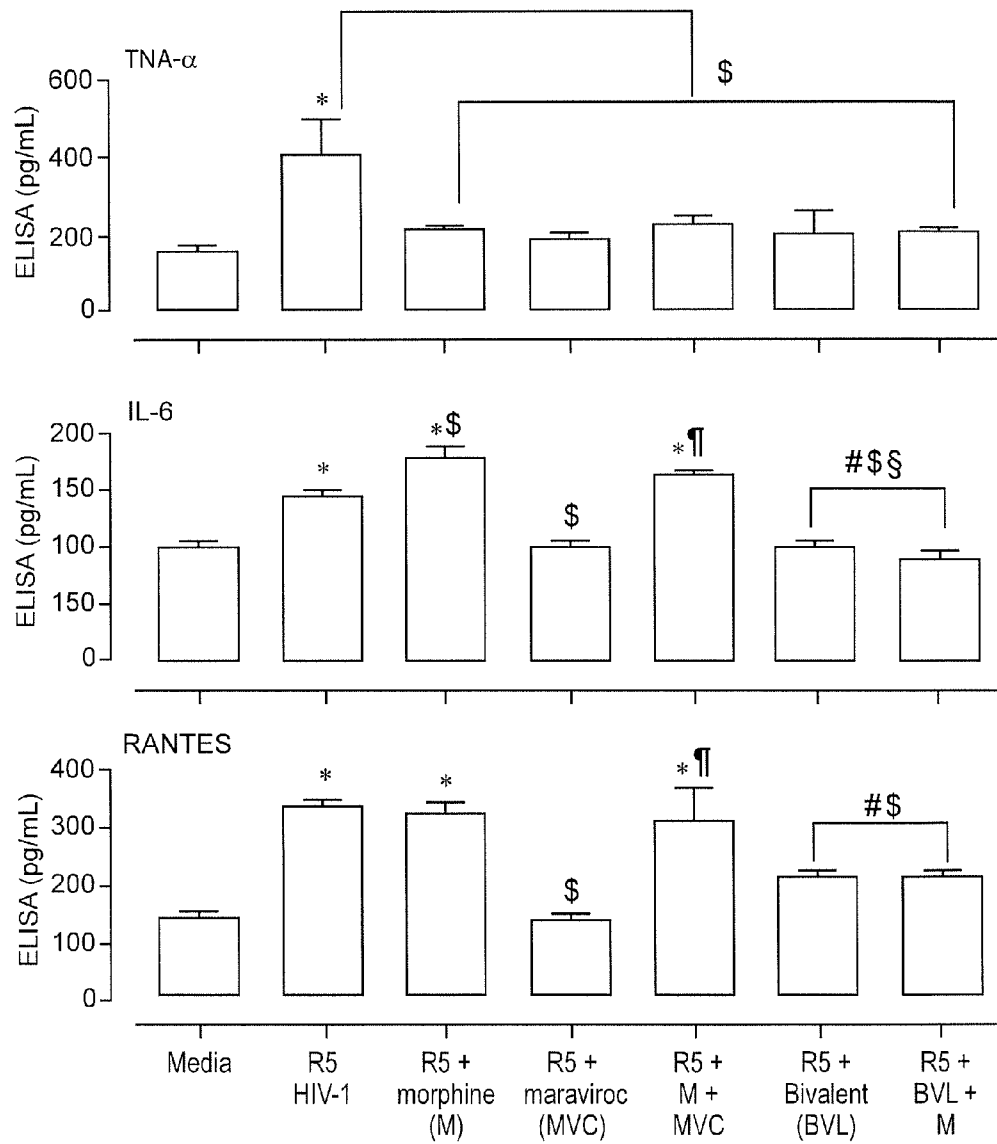 TNA-α
$
600
*
400
200
0
ELISA (pg/mL)
IL-6
200
*$
*¶
*
150
#$§
$
100
150
0
ELISA (pg/mL)
RANTES
400
*
*
*¶
300
#$
200
$
100
0
ELISA (pg/mL)
Media
R5
HIV-1
R5 +
morphine
(M)
R5 +
maraviroc
(MVC)
R5 +
M +
MVC
R5 +
Bivalent
(BVL)
R5 +
BVL +
M